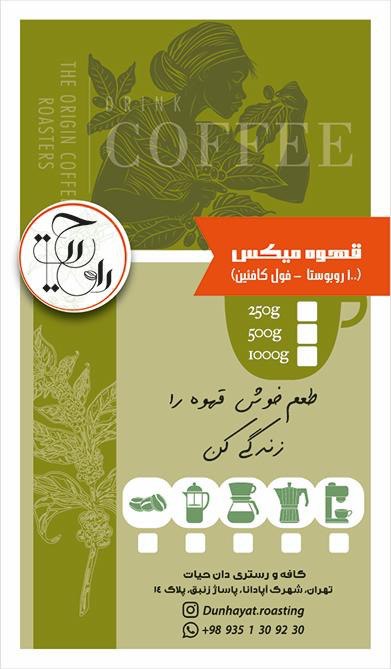 THE ORIGIN COFFEE
ROASTERS
DRINK
COFFEE
قهوه میکس
(۱۰۰ روبوستا - فول کافئین)
250g
500g
1000g
طعم خوش قهوه را
زندگی کن
کافه و رستری دان حیات
تهران، شهرک آپادانا، پاساژ زنبق، پلاک ۱٤
Dunhayat.roasting
+98 935 1 30 92 30